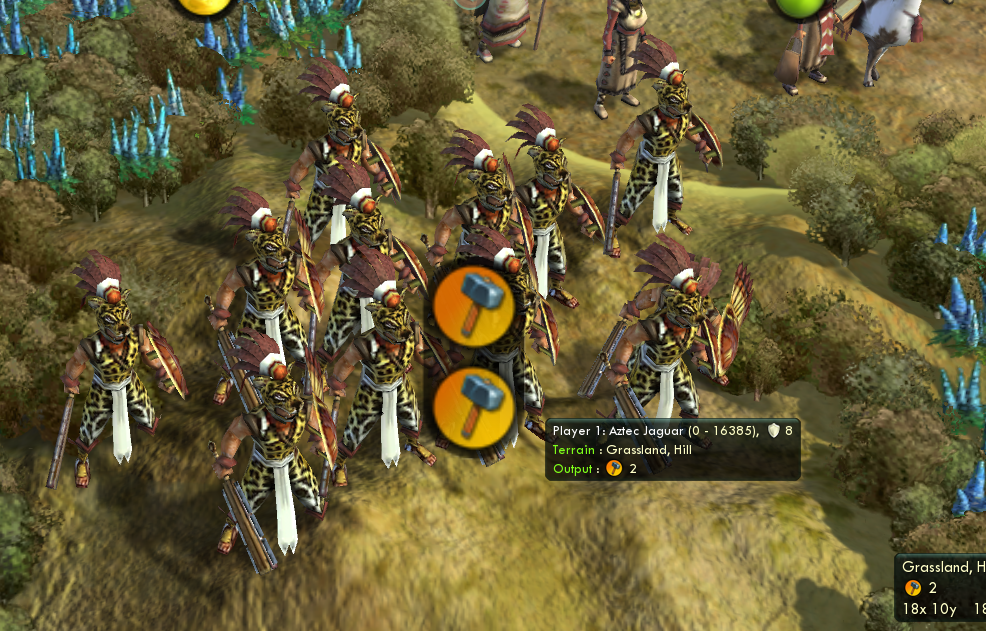 Player 1: Aztec Jaguar (0 - 16385), 8
Terrain : Grassland, Hill
Output : 2
Grassland, H
2
18x 10y 18